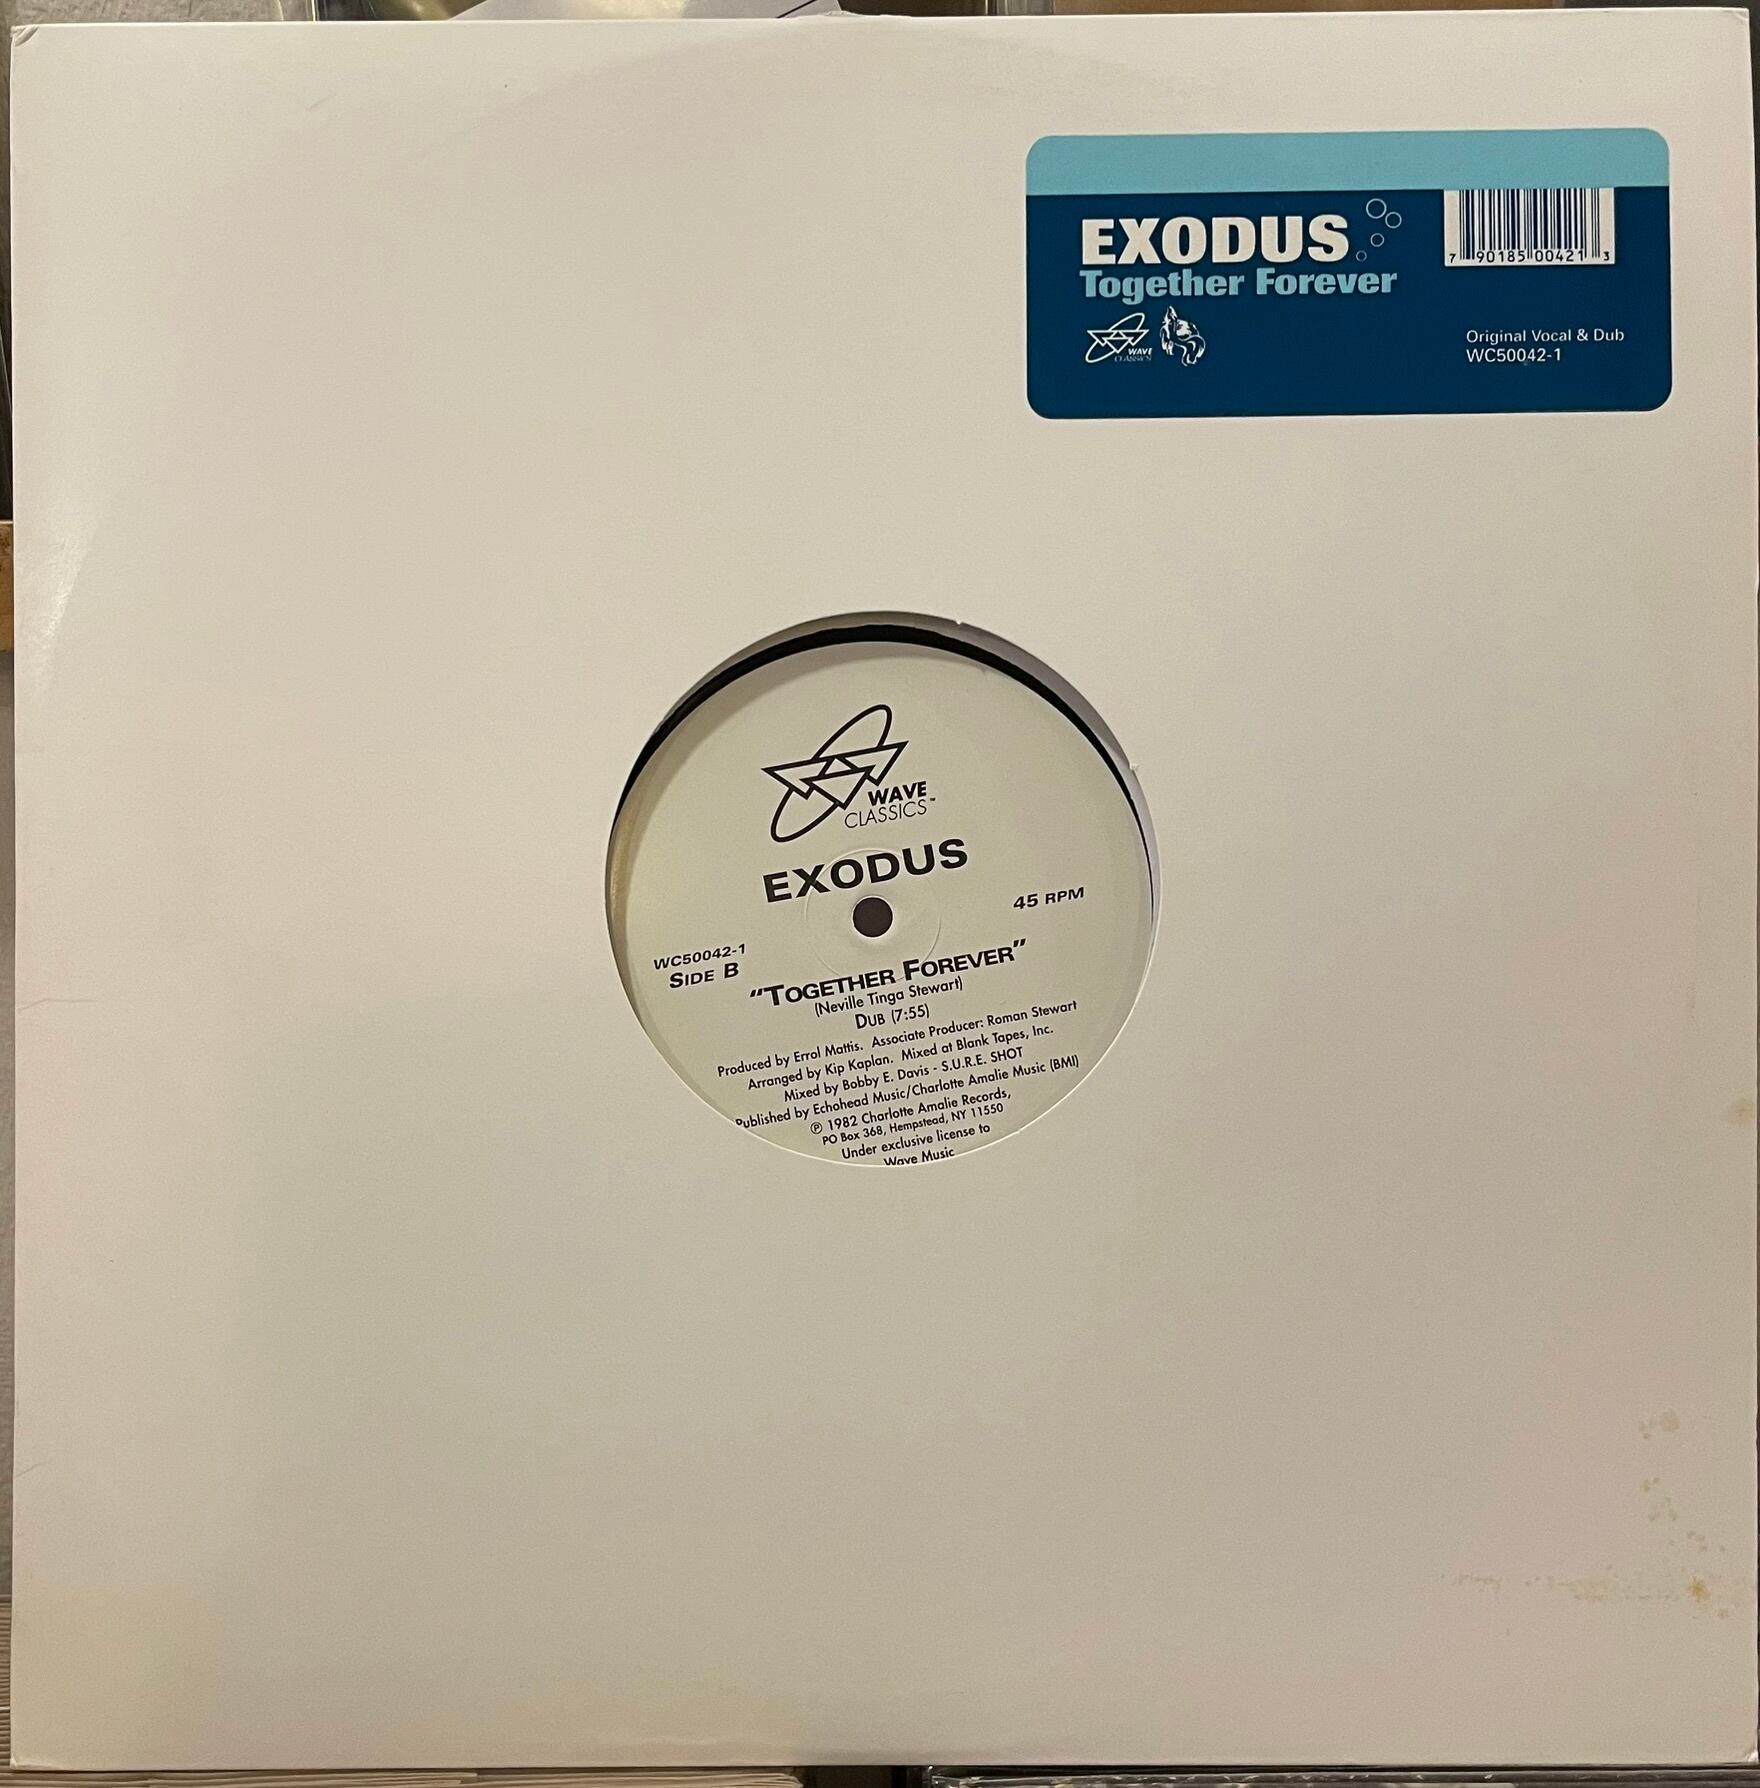 EXODUS
Together Forever
7 90185 00421 3
WAVE
CLASSICS
Original Vocal & Dub
WC50042-1
WAVE
CLASSICS™
EXODUS
45 RPM
WC50042-1
SIDE B
"TOGETHER FOREVER"
(Neville Tinga Stewart)
DUB (7:55)
Produced by Errol Mattis. Associate Producer: Roman Stewart
Arranged by Kip Kaplan. Mixed at Blank Tapes, Inc.
Mixed by Bobby E. Davis - S.U.R.E. SHOT
Published by Echohead Music/Charlotte Amalie Music (BMI)
℗ 1982 Charlotte Amalie Records,
PO Box 368, Hempstead, NY 11550
Under exclusive license to
Wave Music